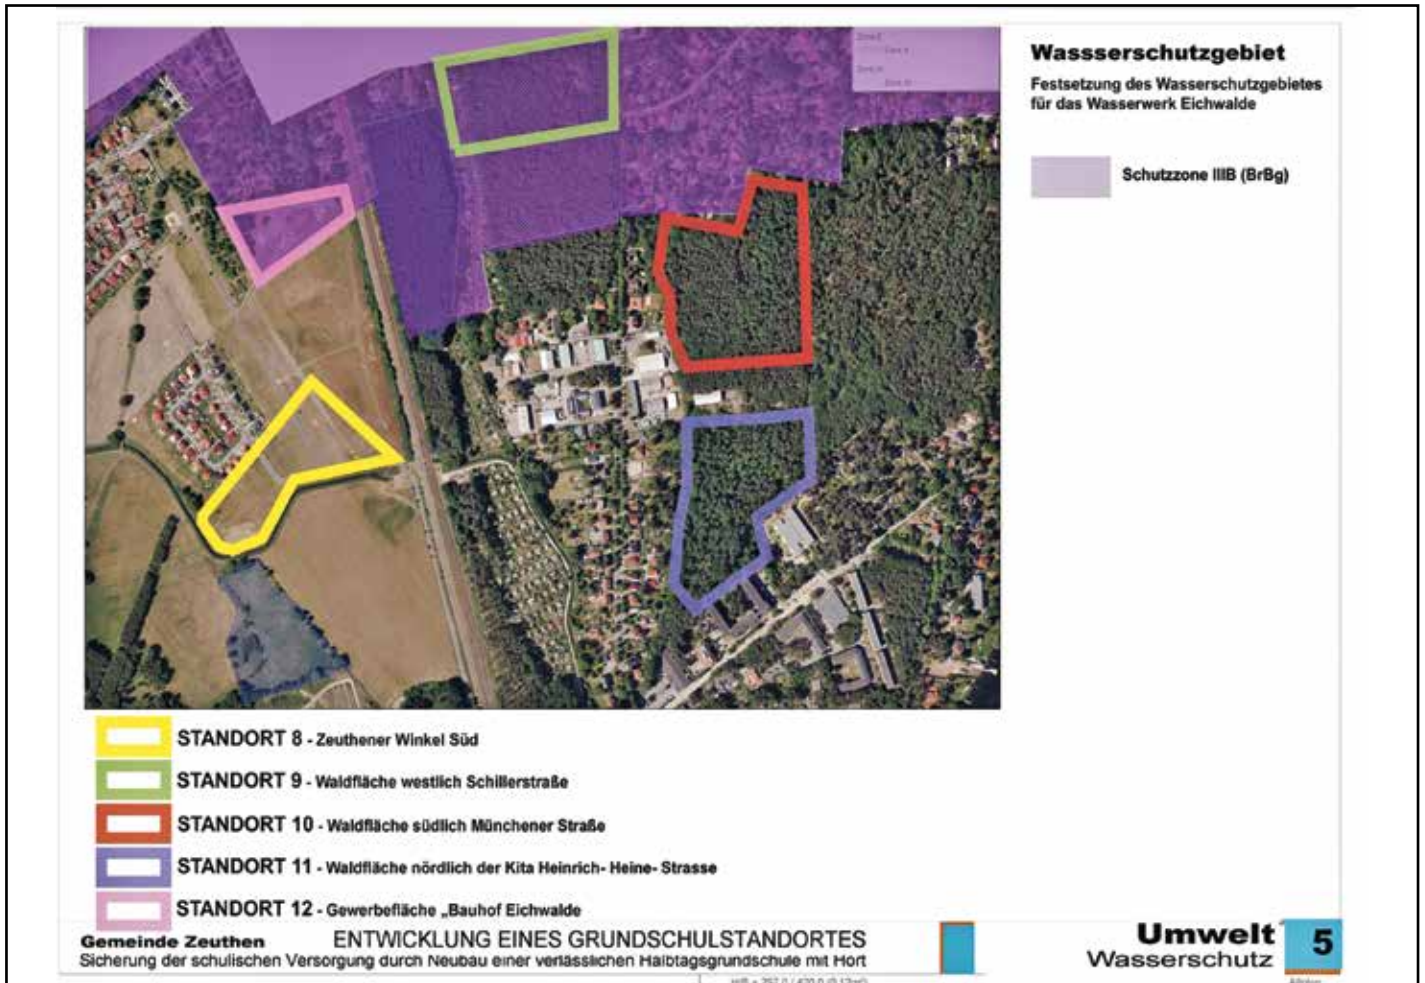 Wassserschutzgebiet
Festsetzung des Wasserschutzgebietes
für das Wasserwerk Eichwalde
Schutzzone IIIB (BrBg)
STANDORT 8 - Zeuthener Winkel Süd
STANDORT 9 - Waldfläche westlich Schillerstraße
STANDORT 10 - Waldfläche südlich Münchener Straße
STANDORT 11 - Waldfläche nördlich der Kita Heinrich- Heine- Strasse
STANDORT 12 - Gewerbefläche „Bauhof Eichwalde
Gemeinde Zeuthen ENTWICKLUNG EINES GRUNDSCHULSTANDORTES
Sicherung der schulischen Versorgung durch Neubau einer verlässlichen Halbtagsgrundschule mit Hort
Umwelt
Wasserschutz
5